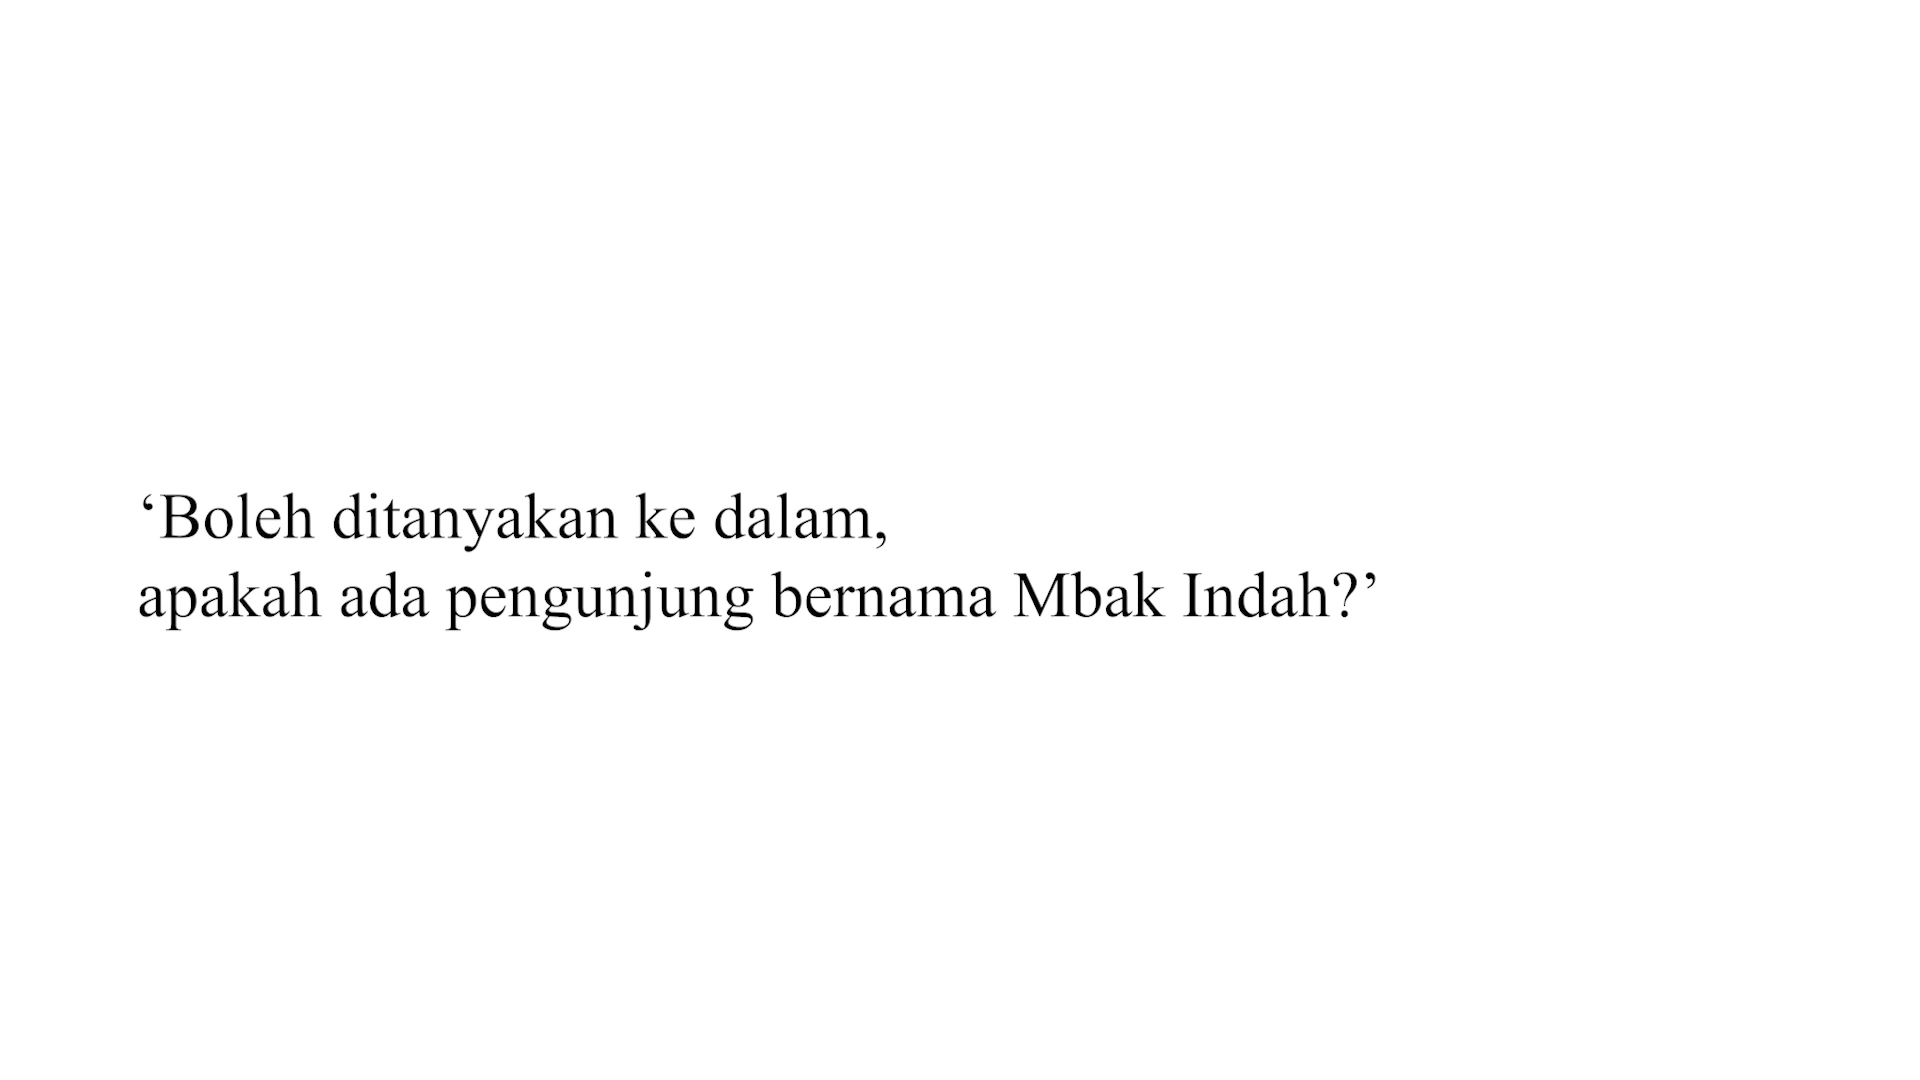 ‘Boleh ditanyakan ke dalam,
apakah ada pengunjung bernama Mbak Indah?’